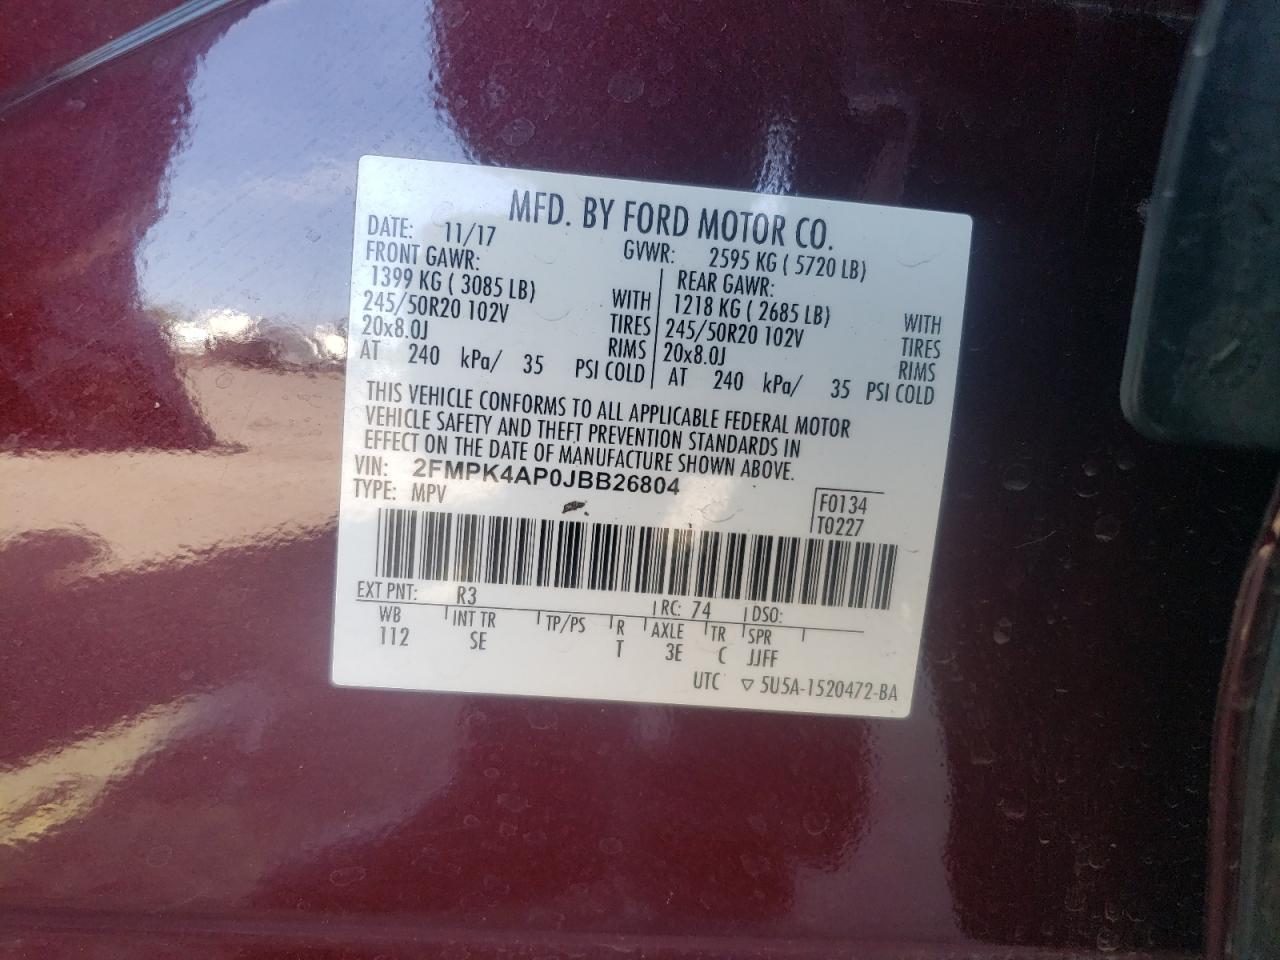 MFD. BY FORD MOTOR CO.
DATE: 11/17 GVWR: 2595 KG ( 5720 LB)
FRONT GAWR: REAR GAWR:
1399 KG ( 3085 LB) WITH 1218 KG ( 2685 LB) WITH
245/50R20 102V TIRES 245/50R20 102V TIRES
20x8.0J RIMS 20x8.0J RIMS
AT 240 kPa/ 35 PSI COLD AT 240 kPa/ 35 PSI COLD
THIS VEHICLE CONFORMS TO ALL APPLICABLE FEDERAL MOTOR
VEHICLE SAFETY AND THEFT PREVENTION STANDARDS IN
EFFECT ON THE DATE OF MANUFACTURE SHOWN ABOVE.
VIN: 2FMPK4AP0JBB26804
TYPE: MPV
F0134
T0227
EXT PNT: R3 RC: 74 DSO:
WB INT TR TP/PS R AXLE TR SPR
112 SE T 3E C JJFF
UTC ▽ 5U5A-1520472-BA